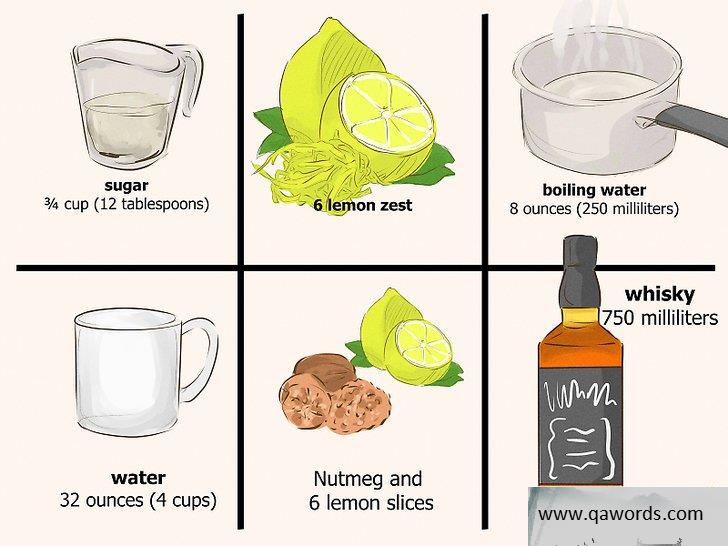 sugar
¾ cup (12 tablespoons)
6 lemon zest
boiling water
8 ounces (250 milliliters)
whisky
750 milliliters
water
32 ounces (4 cups)
Nutmeg and
6 lemon slices
www.qawords.com